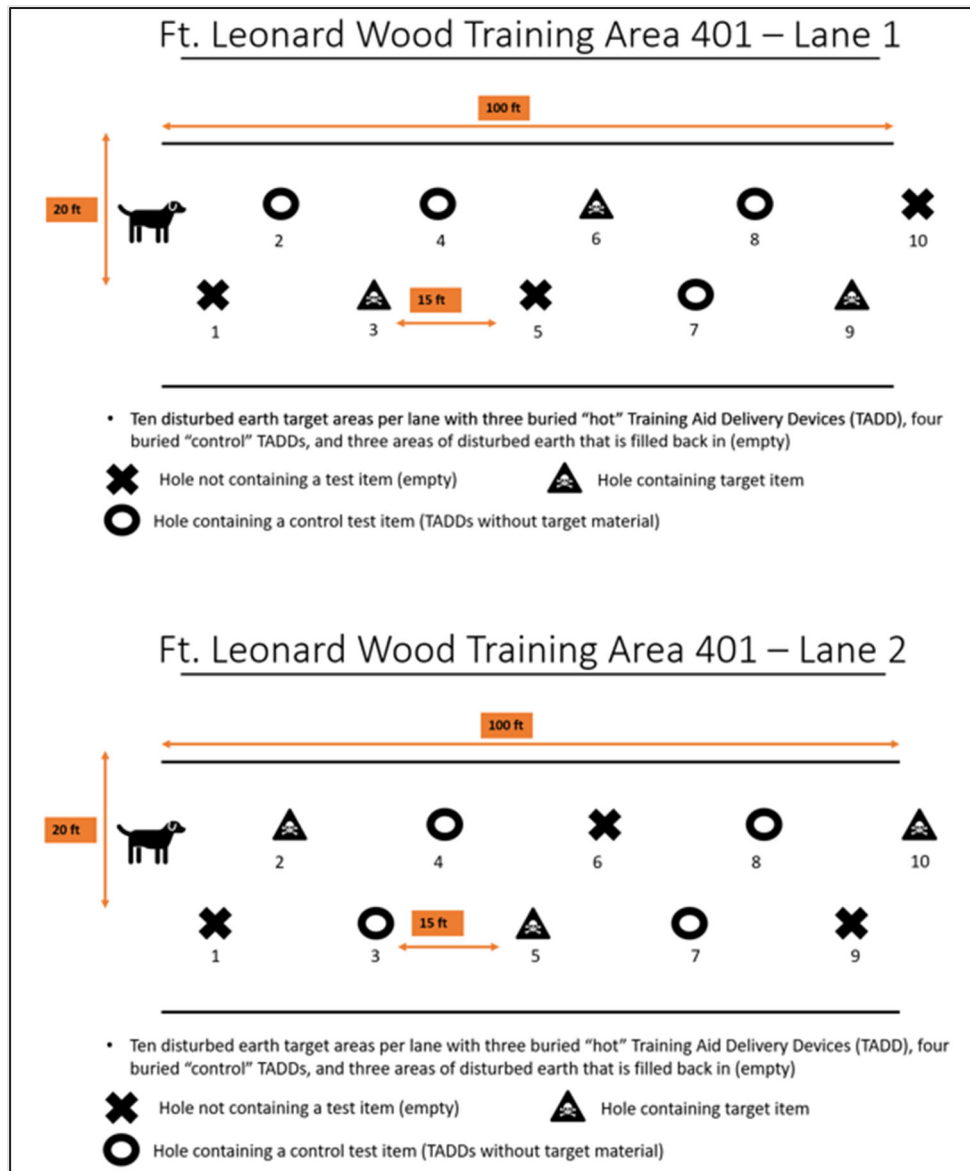 Ft. Leonard Wood Training Area 401 – Lane 1
100 ft
20 ft
2 4 6 8 10
15 ft
1 3 5 7 9
• Ten disturbed earth target areas per lane with three buried “hot” Training Aid Delivery Devices (TADD), four
buried “control” TADDs, and three areas of disturbed earth that is filled back in (empty)
Hole not containing a test item (empty) Hole containing target item
Hole containing a control test item (TADDs without target material)
Ft. Leonard Wood Training Area 401 – Lane 2
100 ft
20 ft
2 4 6 8 10
15 ft
1 3 5 7 9
• Ten disturbed earth target areas per lane with three buried “hot” Training Aid Delivery Devices (TADD), four
buried “control” TADDs, and three areas of disturbed earth that is filled back in (empty)
Hole not containing a test item (empty) Hole containing target item
Hole containing a control test item (TADDs without target material)